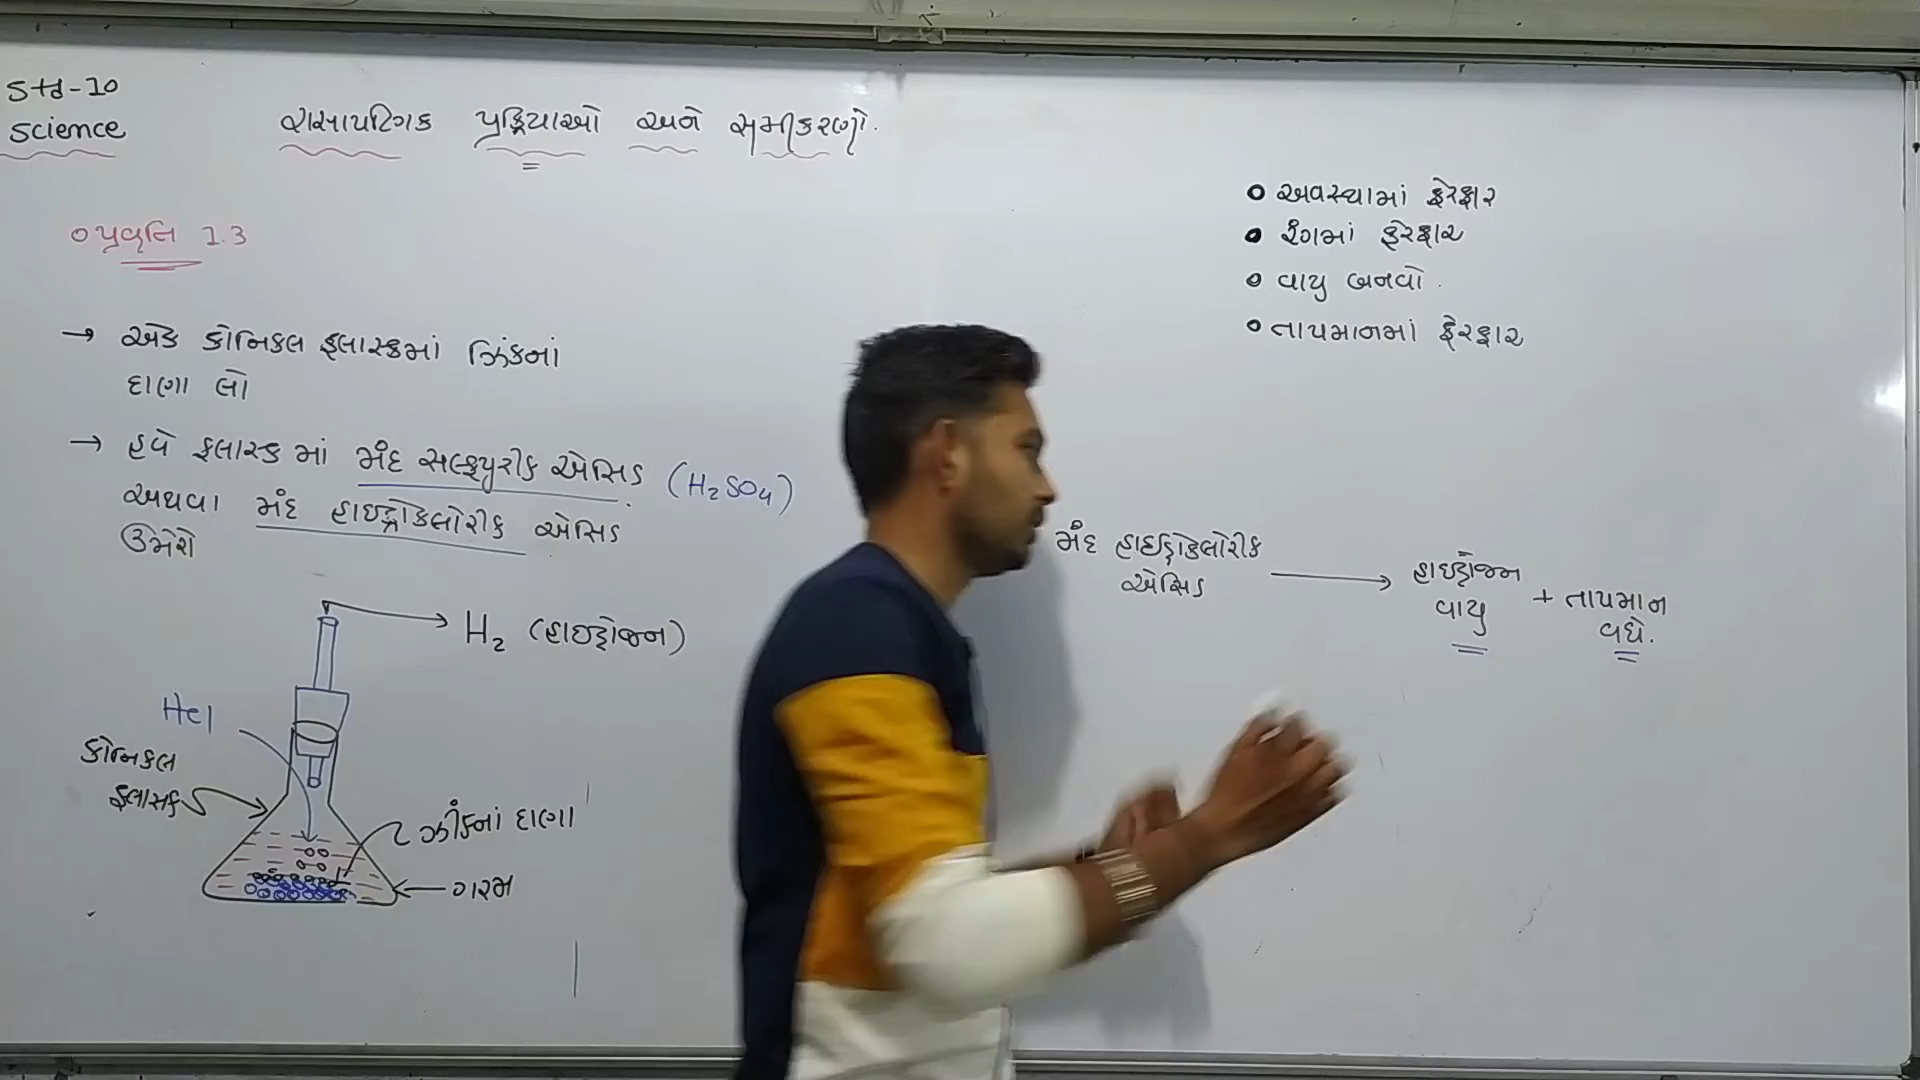 Std-10
Science
રાસાયણિક પ્રક્રિયાઓ અને સમીકરણો.
પ્રવૃત્તિ 1.3
→ એક કોનિકલ ફ્લાસ્કમાં ઝિંકનાં
દાણા લો
→ હવે ફ્લાસ્ક માં મંદ સલ્ફ્યુરીક એસિડ (H₂SO₄)
અથવા મંદ હાઇડ્રોક્લોરીક એસિડ
ઉમેરો
H₂ (હાઇડ્રોજન)
HCl
કોનિકલ
ફ્લાસ્ક
ઝીંકનાં દાણા
ગરમ
અવસ્થામાં ફેરફાર
રંગમાં ફેરફાર
વાયુ બનવો.
તાપમાનમાં ફેરફાર
મંદ હાઇડ્રોક્લોરીક
એસિડ
→ હાઇડ્રોજન
વાયુ
+ તાપમાન
વધે.